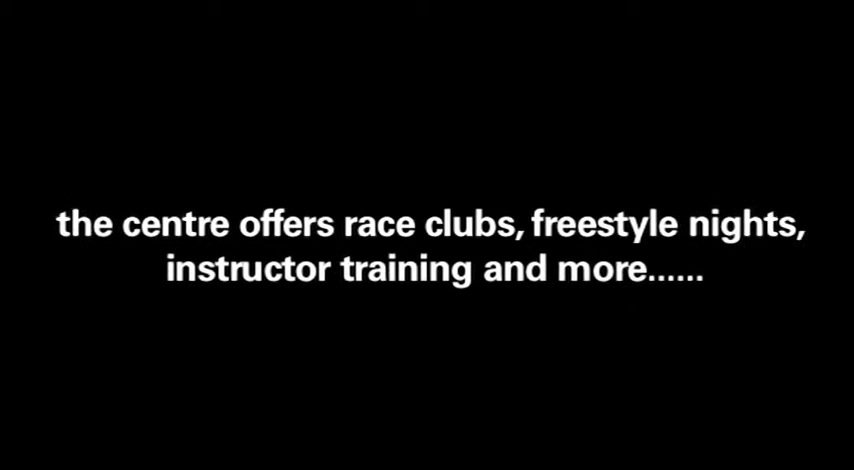 the centre offers race clubs, freestyle nights,
instructor training and more......